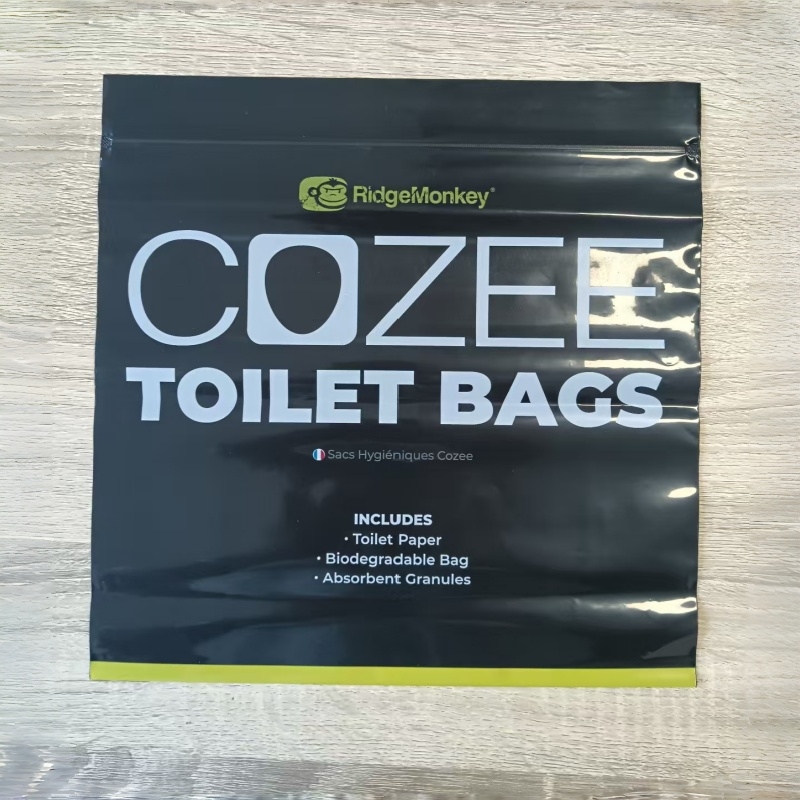 RidgeMonkey®
COZEE
TOILET BAGS
Sacs Hygiéniques Cozee
INCLUDES
• Toilet Paper
• Biodegradable Bag
• Absorbent Granules